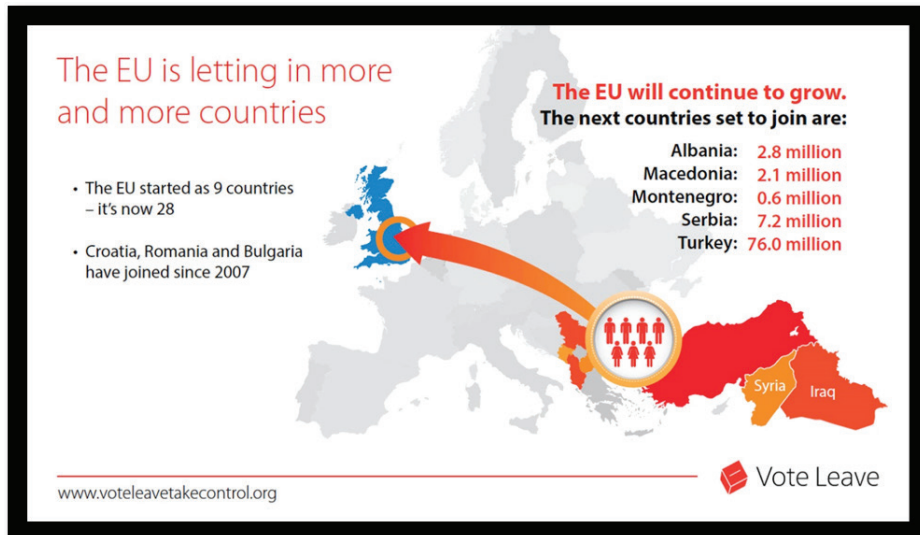 The EU is letting in more
and more countries
• The EU started as 9 countries
– it's now 28
• Croatia, Romania and Bulgaria
have joined since 2007
The EU will continue to grow.
The next countries set to join are:
Albania: 2.8 million
Macedonia: 2.1 million
Montenegro: 0.6 million
Serbia: 7.2 million
Turkey: 76.0 million
Syria
Iraq
www.voteleavetakecontrol.org
Vote Leave